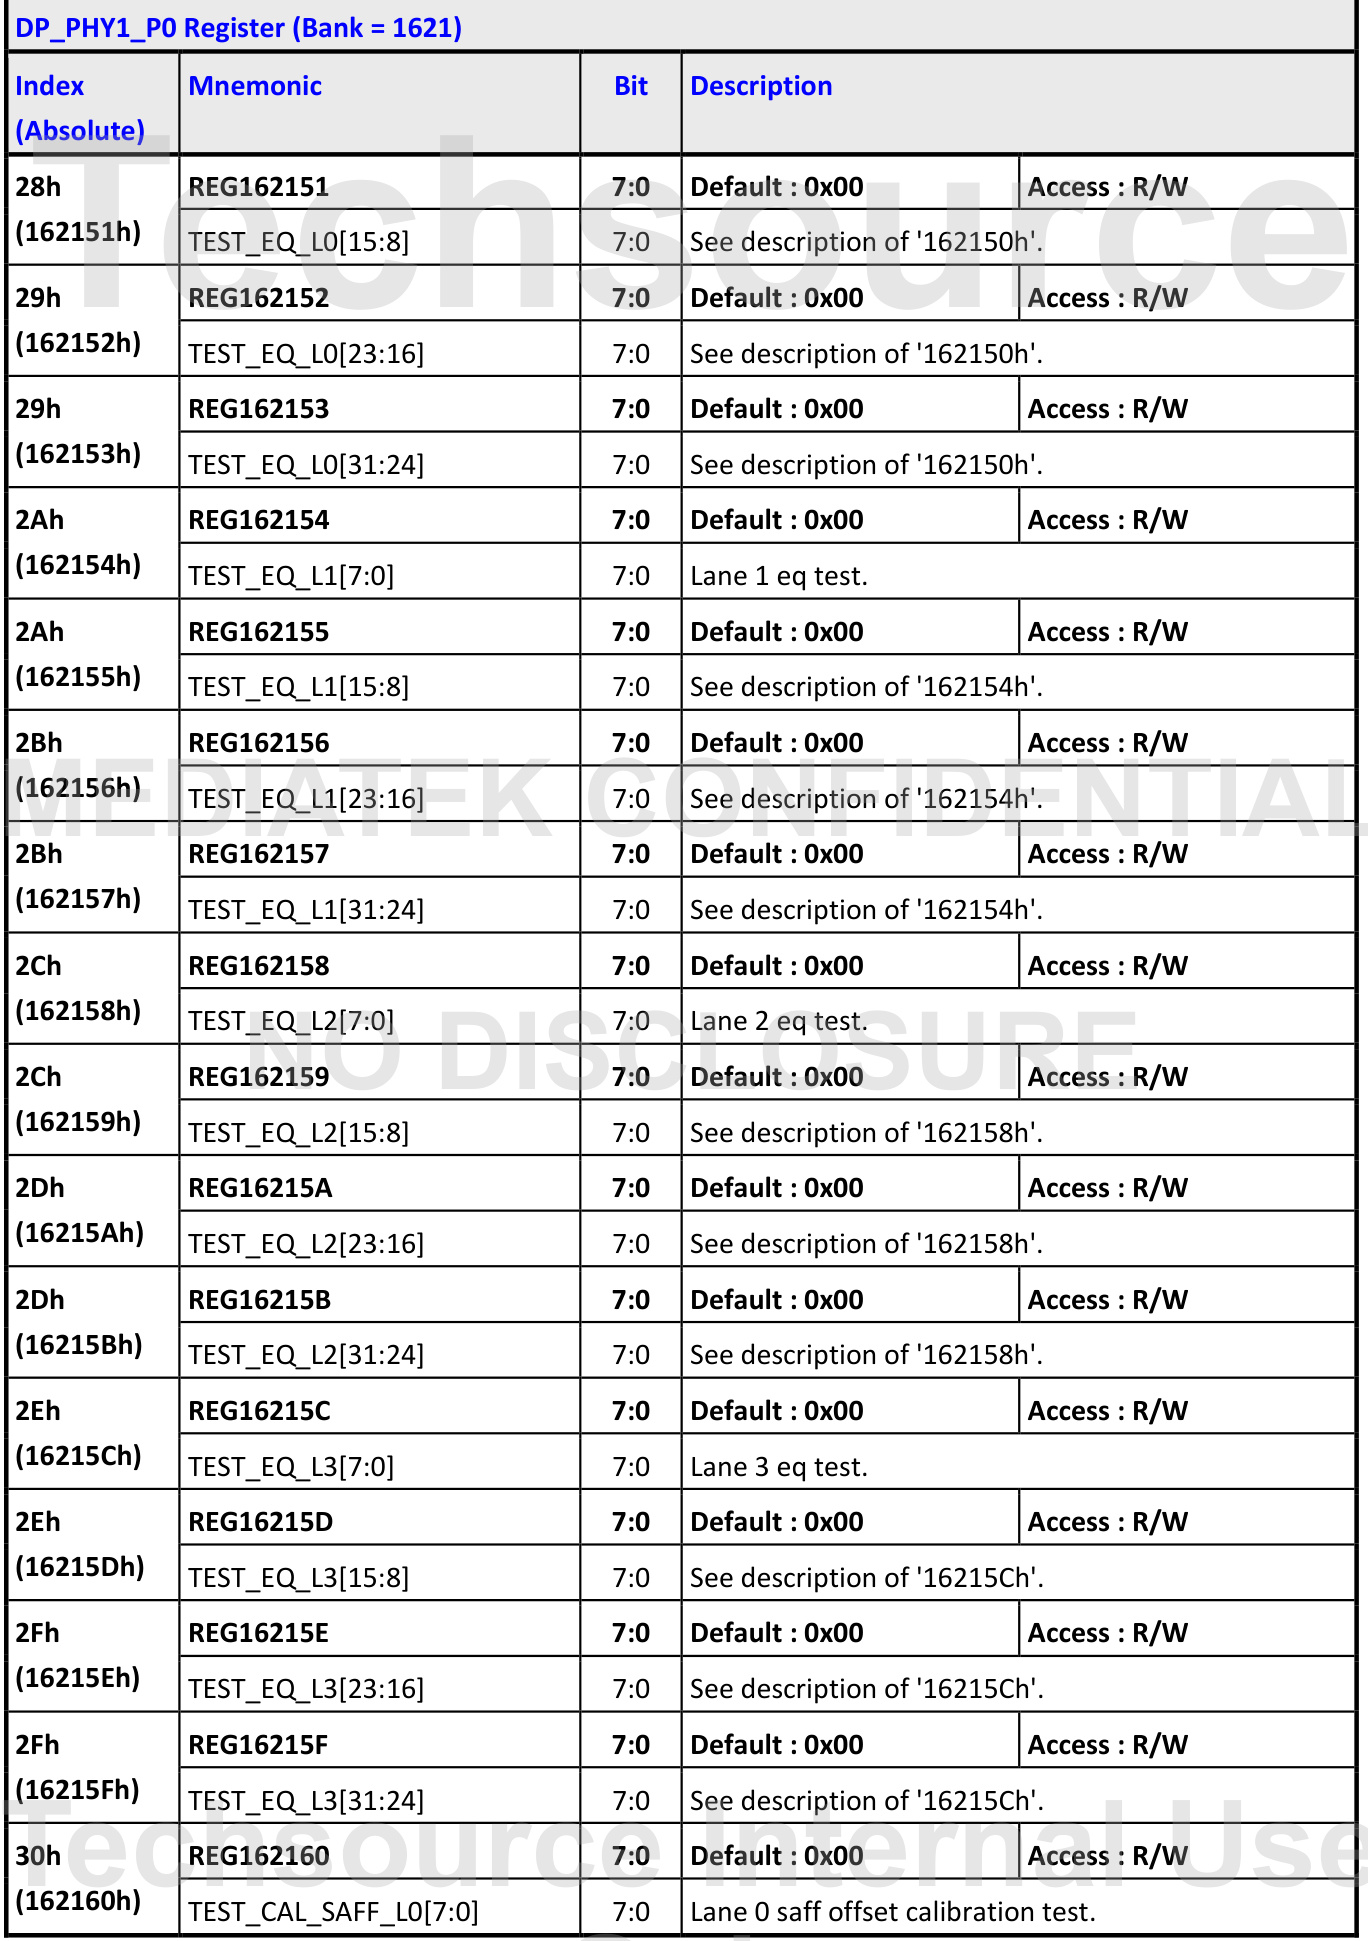 DP_PHY1_P0 Register (Bank = 1621)
Index (Absolute) Mnemonic Bit Description
28h (162151h) REG162151 7:0 Default : 0x00 Access : R/W
TEST_EQ_L0[15:8] 7:0 See description of '162150h'.
29h (162152h) REG162152 7:0 Default : 0x00 Access : R/W
TEST_EQ_L0[23:16] 7:0 See description of '162150h'.
29h (162153h) REG162153 7:0 Default : 0x00 Access : R/W
TEST_EQ_L0[31:24] 7:0 See description of '162150h'.
2Ah (162154h) REG162154 7:0 Default : 0x00 Access : R/W
TEST_EQ_L1[7:0] 7:0 Lane 1 eq test.
2Ah (162155h) REG162155 7:0 Default : 0x00 Access : R/W
TEST_EQ_L1[15:8] 7:0 See description of '162154h'.
2Bh (162156h) REG162156 7:0 Default : 0x00 Access : R/W
TEST_EQ_L1[23:16] 7:0 See description of '162154h'.
2Bh (162157h) REG162157 7:0 Default : 0x00 Access : R/W
TEST_EQ_L1[31:24] 7:0 See description of '162154h'.
2Ch (162158h) REG162158 7:0 Default : 0x00 Access : R/W
TEST_EQ_L2[7:0] 7:0 Lane 2 eq test.
2Ch (162159h) REG162159 7:0 Default : 0x00 Access : R/W
TEST_EQ_L2[15:8] 7:0 See description of '162158h'.
2Dh (16215Ah) REG16215A 7:0 Default : 0x00 Access : R/W
TEST_EQ_L2[23:16] 7:0 See description of '162158h'.
2Dh (16215Bh) REG16215B 7:0 Default : 0x00 Access : R/W
TEST_EQ_L2[31:24] 7:0 See description of '162158h'.
2Eh (16215Ch) REG16215C 7:0 Default : 0x00 Access : R/W
TEST_EQ_L3[7:0] 7:0 Lane 3 eq test.
2Eh (16215Dh) REG16215D 7:0 Default : 0x00 Access : R/W
TEST_EQ_L3[15:8] 7:0 See description of '16215Ch'.
2Fh (16215Eh) REG16215E 7:0 Default : 0x00 Access : R/W
TEST_EQ_L3[23:16] 7:0 See description of '16215Ch'.
2Fh (16215Fh) REG16215F 7:0 Default : 0x00 Access : R/W
TEST_EQ_L3[31:24] 7:0 See description of '16215Ch'.
30h (162160h) REG162160 7:0 Default : 0x00 Access : R/W
TEST_CAL_SAFF_L0[7:0] 7:0 Lane 0 saff offset calibration test.
Techsource
MEDIATEK CONFIDENTIAL
NO DISCLOSURE
Techsource Internal Use